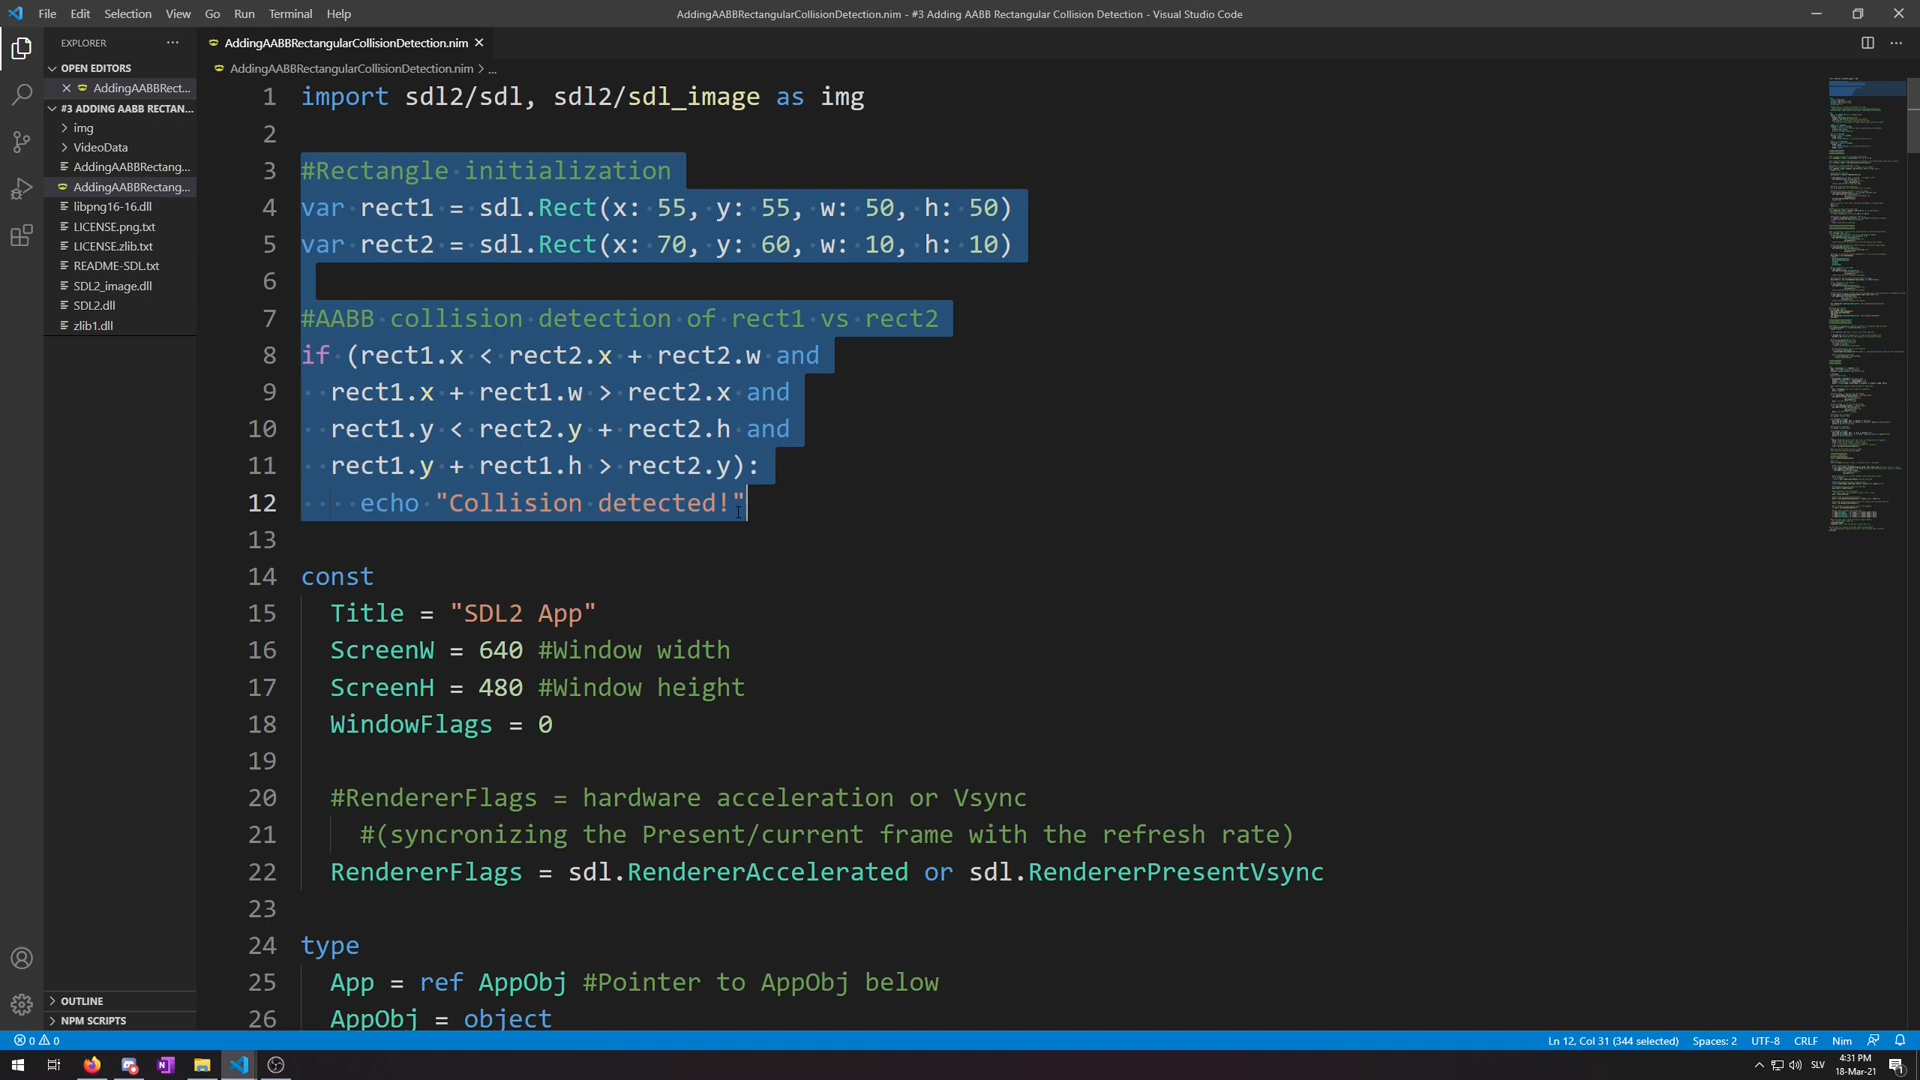 File Edit Selection View Go Run Terminal Help
AddingAABBRectangularCollisionDetection.nim - #3 Adding AABB Rectangular Collision Detection - Visual Studio Code
EXPLORER
OPEN EDITORS
AddingAABBRect...
#3 ADDING AABB RECTAN...
img
VideoData
AddingAABBRectang...
AddingAABBRectang...
libpng16-16.dll
LICENSE.png.txt
LICENSE.zlib.txt
README-SDL.txt
SDL2_image.dll
SDL2.dll
zlib1.dll
OUTLINE
NPM SCRIPTS
AddingAABBRectangularCollisionDetection.nim
AddingAABBRectangularCollisionDetection.nim > ...
1 import sdl2/sdl, sdl2/sdl_image as img
2
3 #Rectangle initialization
4 var rect1 = sdl.Rect(x: 55, y: 55, w: 50, h: 50)
5 var rect2 = sdl.Rect(x: 70, y: 60, w: 10, h: 10)
6
7 #AABB collision detection of rect1 vs rect2
8 if (rect1.x < rect2.x + rect2.w and
9 rect1.x + rect1.w > rect2.x and
10 rect1.y < rect2.y + rect2.h and
11 rect1.y + rect1.h > rect2.y):
12 echo "Collision detected!"
13
14 const
15 Title = "SDL2 App"
16 ScreenW = 640 #Window width
17 ScreenH = 480 #Window height
18 WindowFlags = 0
19
20 #RendererFlags = hardware acceleration or Vsync
21 #(syncronizing the Present/current frame with the refresh rate)
22 RendererFlags = sdl.RendererAccelerated or sdl.RendererPresentVsync
23
24 type
25 App = ref AppObj #Pointer to AppObj below
26 AppObj = object
0 0
Ln 12, Col 31 (344 selected) Spaces: 2 UTF-8 CRLF Nim
SLV
4:31 PM
18-Mar-21